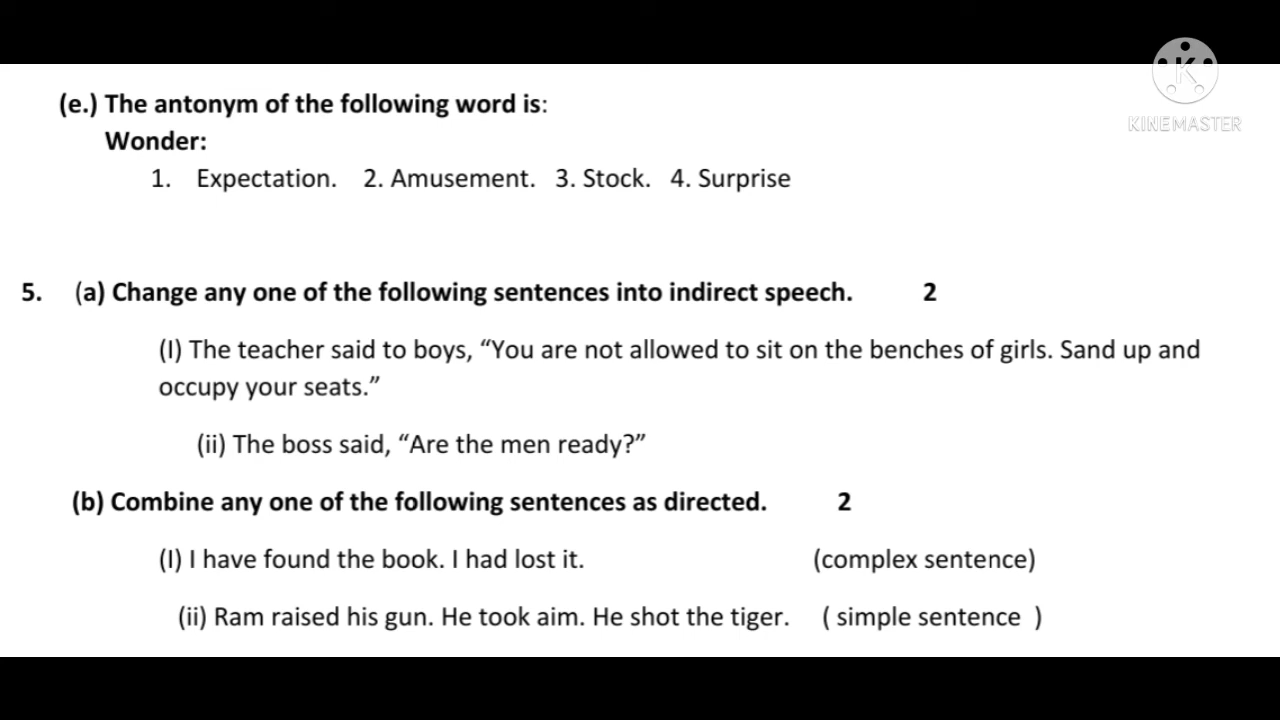 K
KINEMASTER
(e.) The antonym of the following word is:
Wonder:
1. Expectation. 2. Amusement. 3. Stock. 4. Surprise
5. (a) Change any one of the following sentences into indirect speech. 2
(I) The teacher said to boys, “You are not allowed to sit on the benches of girls. Sand up and
occupy your seats.”
(ii) The boss said, “Are the men ready?”
(b) Combine any one of the following sentences as directed. 2
(I) I have found the book. I had lost it. (complex sentence)
(ii) Ram raised his gun. He took aim. He shot the tiger. ( simple sentence )